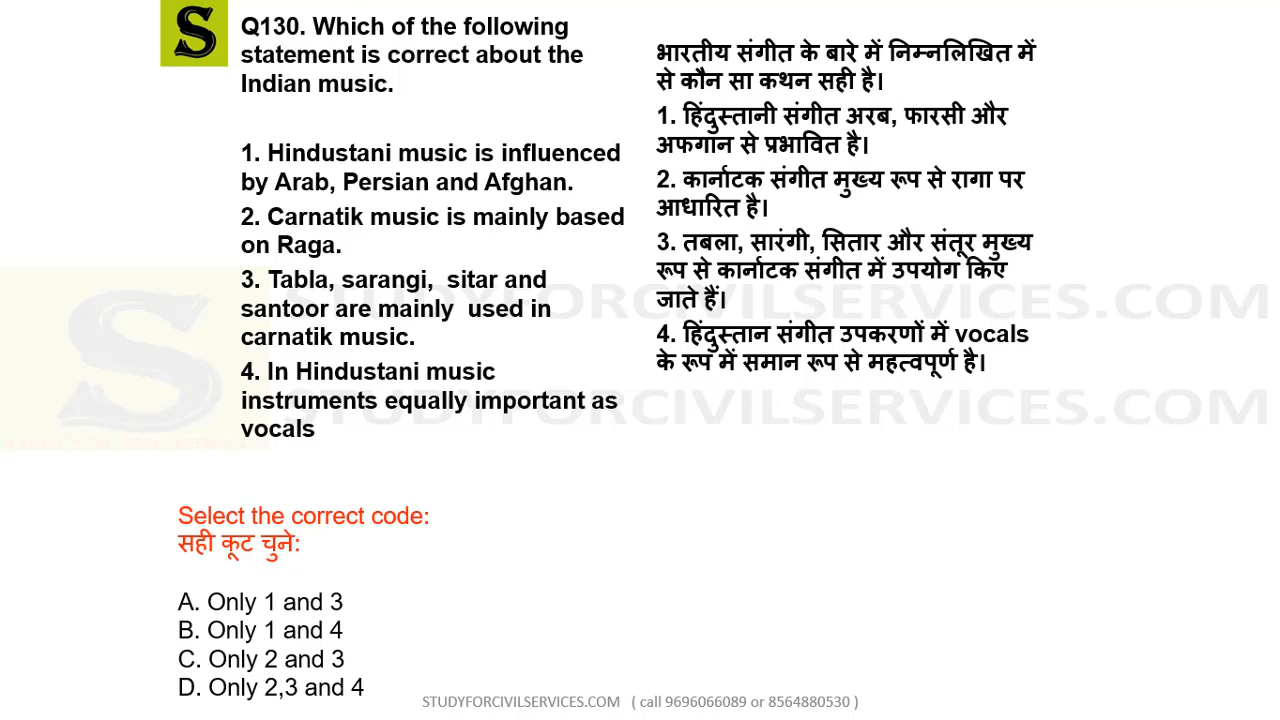 S
Q130. Which of the following
statement is correct about the
Indian music.
1. Hindustani music is influenced
by Arab, Persian and Afghan.
2. Carnatik music is mainly based
on Raga.
3. Tabla, sarangi, sitar and
santoor are mainly used in
carnatik music.
4. In Hindustani music
instruments equally important as
vocals
भारतीय संगीत के बारे में निम्नलिखित में
से कौन सा कथन सही है।
1. हिंदुस्तानी संगीत अरब, फारसी और
अफगान से प्रभावित है।
2. कार्नाटक संगीत मुख्य रूप से रागा पर
आधारित है।
3. तबला, सारंगी, सितार और संतूर मुख्य
रूप से कार्नाटक संगीत में उपयोग किए
जाते हैं।
4. हिंदुस्तान संगीत उपकरणों में vocals
के रूप में समान रूप से महत्वपूर्ण है।
S
STUDYFORCIVILSERVICES.COM
STUDYFORCIVILSERVICES.COM
Select the correct code:
सही कूट चुने:
A. Only 1 and 3
B. Only 1 and 4
C. Only 2 and 3
D. Only 2,3 and 4
STUDYFORCIVILSERVICES.COM ( call 9696066089 or 8564880530 )